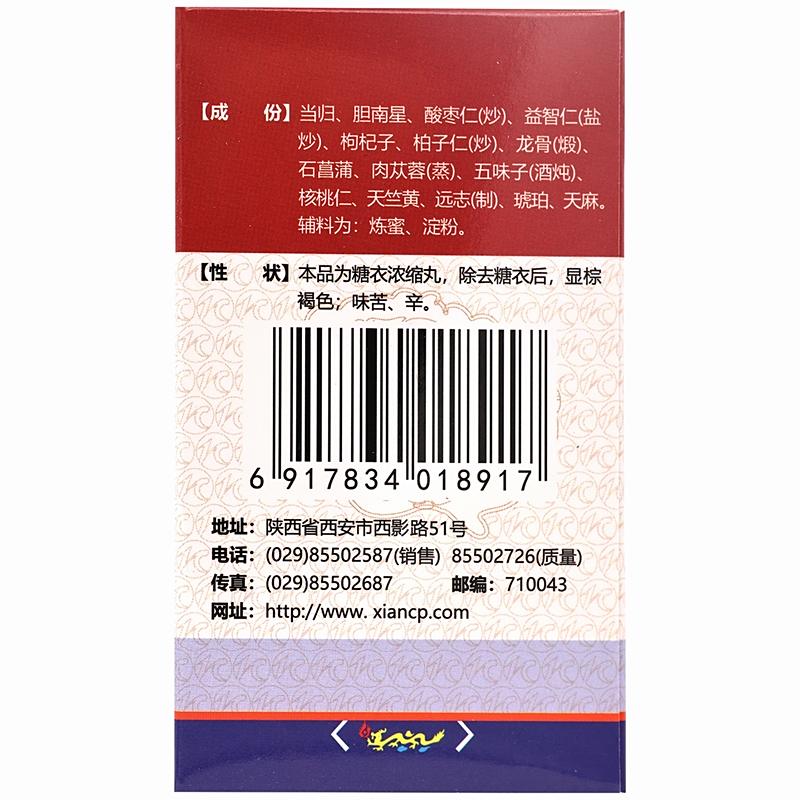 【成　份】当归、胆南星、酸枣仁(炒)、益智仁(盐
炒)、枸杞子、柏子仁(炒)、龙骨(煅)、
石菖蒲、肉苁蓉(蒸)、五味子(酒炖)、
核桃仁、天竺黄、远志(制)、琥珀、天麻。
辅料为：炼蜜、淀粉。
【性　状】本品为糖衣浓缩丸，除去糖衣后，显棕
褐色；味苦、辛。
6 917834 018917
地址：陕西省西安市西影路51号
电话：(029)85502587(销售) 85502726(质量)
传真：(029)85502687 邮编：710043
网址：http://www. xiancp.com